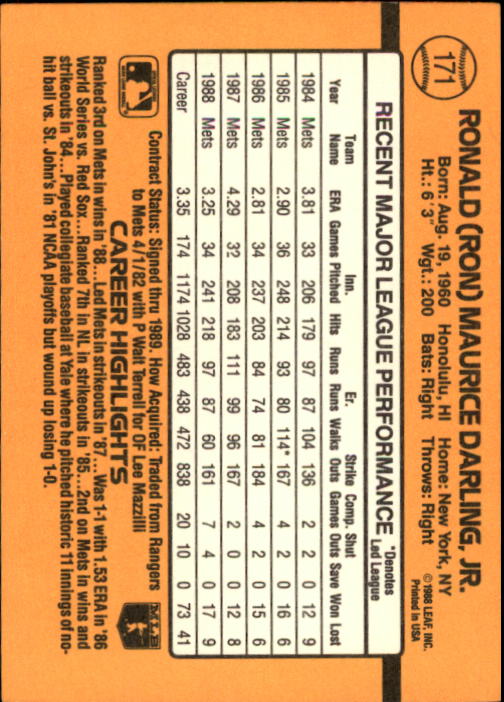 171
RONALD (RON) MAURICE DARLING, JR.
Born: Aug. 19, 1960 Honolulu, HI Home: New York, NY
Ht.: 6' 3" Wgt.: 200 Bats: Right Throws: Right
© 1988 LEAF, INC.
Printed in USA
RECENT MAJOR LEAGUE PERFORMANCE *Denotes Led League
Team Inn. Er. Strike Comp. Shut
Year Name ERA Games Pitched Hits Runs Runs Walks Outs Games Outs Save Won Lost
1984 Mets 3.81 33 206 179 97 87 104 136 2 2 0 12 9
1985 Mets 2.90 36 248 214 93 80 114* 167 4 2 0 16 6
1986 Mets 2.81 34 237 203 84 74 81 184 4 2 0 15 6
1987 Mets 4.29 32 208 183 111 99 96 167 2 0 0 12 8
1988 Mets 3.25 34 241 218 97 87 60 161 7 4 0 17 9
Career 3.35 174 1174 1028 483 438 472 838 20 10 0 73 41
Contract Status: Signed thru 1989. How Acquired: Traded from Rangers
to Mets 4/1/82 with P Walt Terrell for OF Lee Mazzilli
CAREER HIGHLIGHTS
Ranked 3rd on Mets in wins in '88... Led Mets in strikeouts in '87... Was 1-1 with 1.53 ERA in '86
World Series vs. Red Sox... Ranked 7th in NL in strikeouts in '85... 2nd on Mets in wins and
strikeouts in '84... Played collegiate baseball at Yale where he pitched historic 11 innings of no-
hit ball vs. St. John's in '81 NCAA playoffs but wound up losing 1-0.